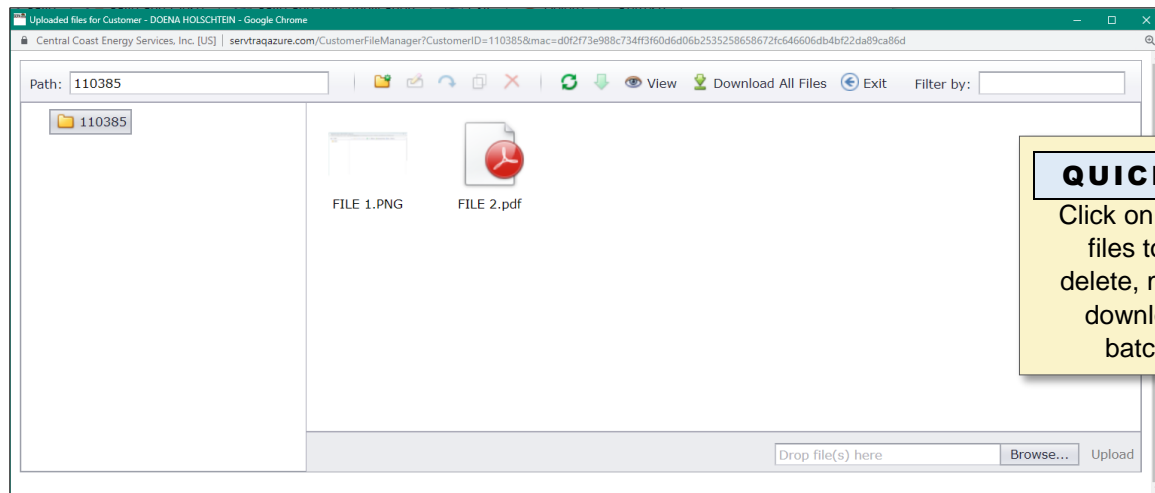 Uploaded files for Customer - DOENA HOLSCHTEIN - Google Chrome
Central Coast Energy Services, Inc. [US] | servtraqazure.com/CustomerFileManager?CustomerID=110385&mac=d0f2f73e988c734ff3f60d6d06b2535258658672fc646606db4bf22da89ca86d
Path: 110385 View Download All Files Exit Filter by:
110385
FILE 1.PNG FILE 2.pdf
QUIC
Click on
files to
delete,
downl
batc
Drop file(s) here Browse... Upload